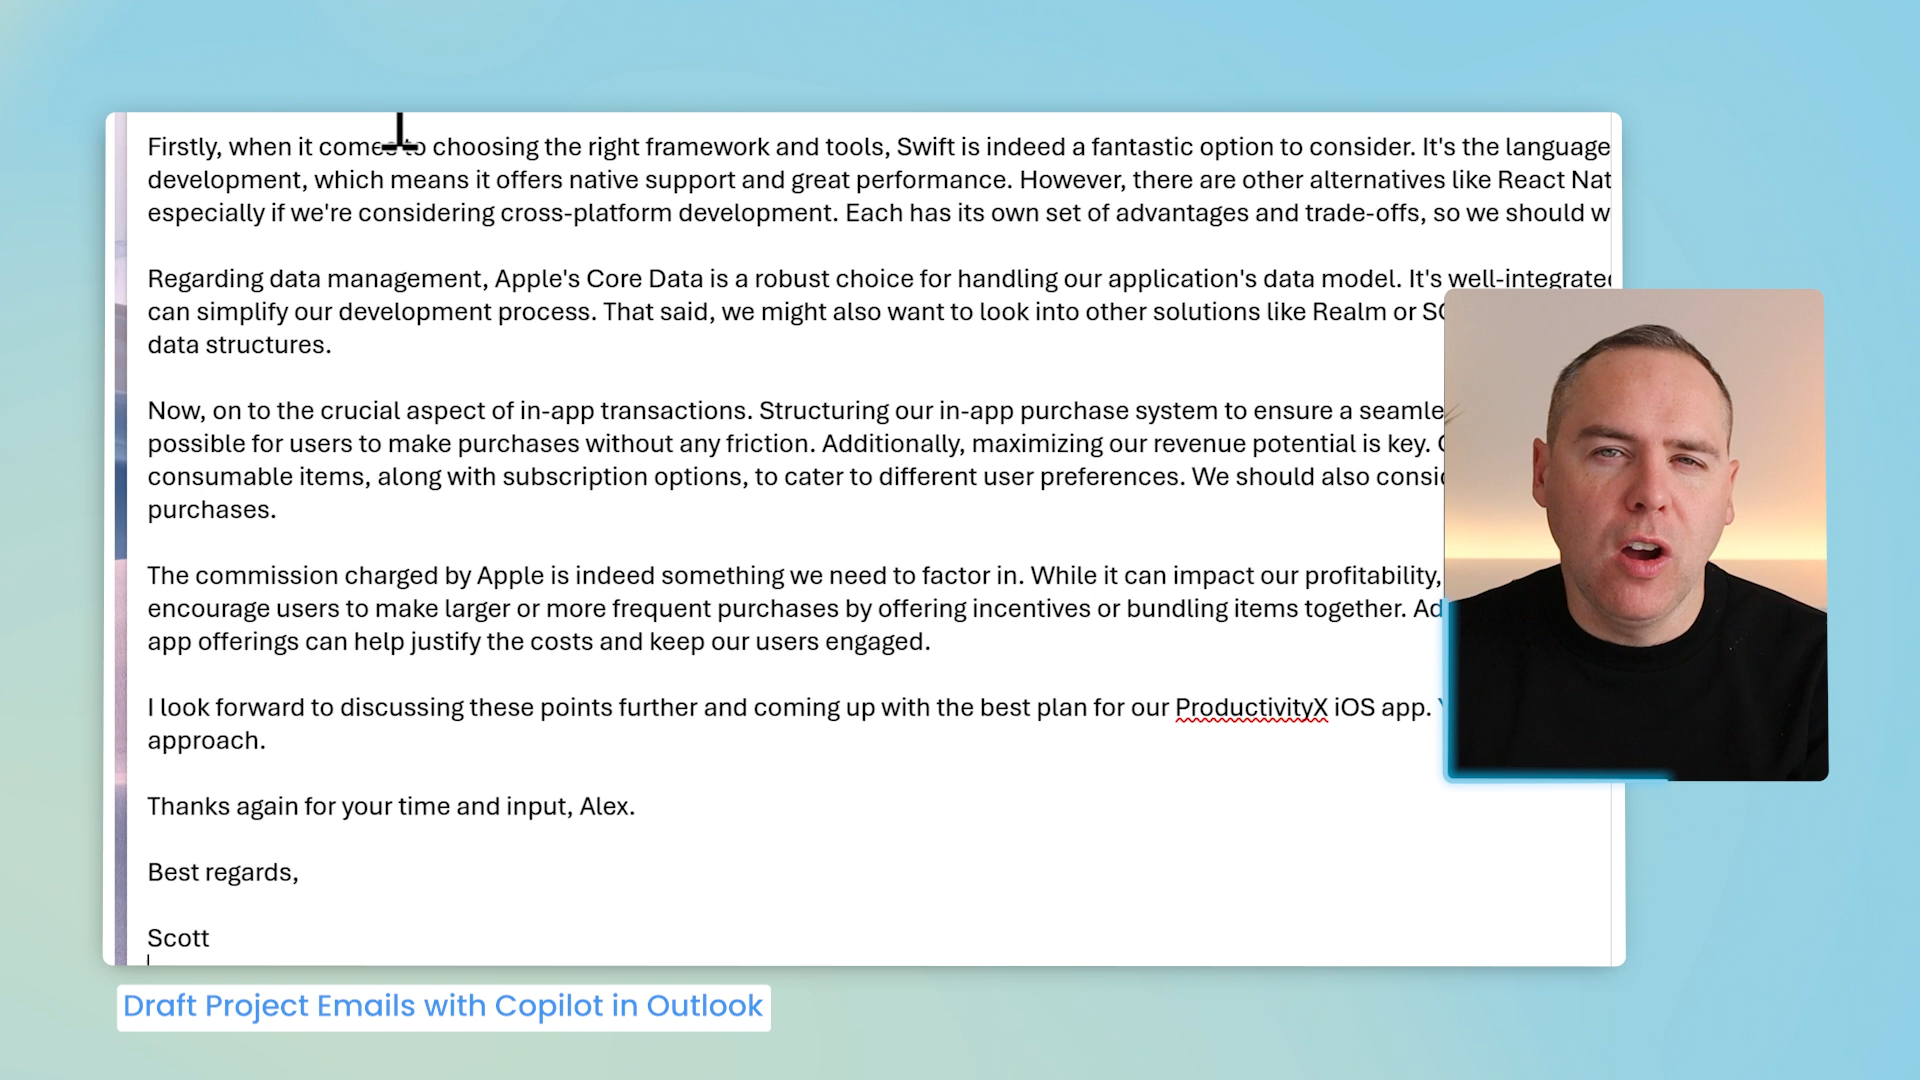 Firstly, when it comes to choosing the right framework and tools, Swift is indeed a fantastic option to consider. It's the language
development, which means it offers native support and great performance. However, there are other alternatives like React Nat
especially if we're considering cross-platform development. Each has its own set of advantages and trade-offs, so we should w
Regarding data management, Apple's Core Data is a robust choice for handling our application's data model. It's well-integrated
can simplify our development process. That said, we might also want to look into other solutions like Realm or
data structures.
Now, on to the crucial aspect of in-app transactions. Structuring our in-app purchase system to ensure a seamle
possible for users to make purchases without any friction. Additionally, maximizing our revenue potential is key.
consumable items, along with subscription options, to cater to different user preferences. We should also consid
purchases.
The commission charged by Apple is indeed something we need to factor in. While it can impact our profitability,
encourage users to make larger or more frequent purchases by offering incentives or bundling items together. Ad
app offerings can help justify the costs and keep our users engaged.
I look forward to discussing these points further and coming up with the best plan for our ProductivityX iOS app.
approach.
Thanks again for your time and input, Alex.
Best regards,
Scott
Draft Project Emails with Copilot in Outlook